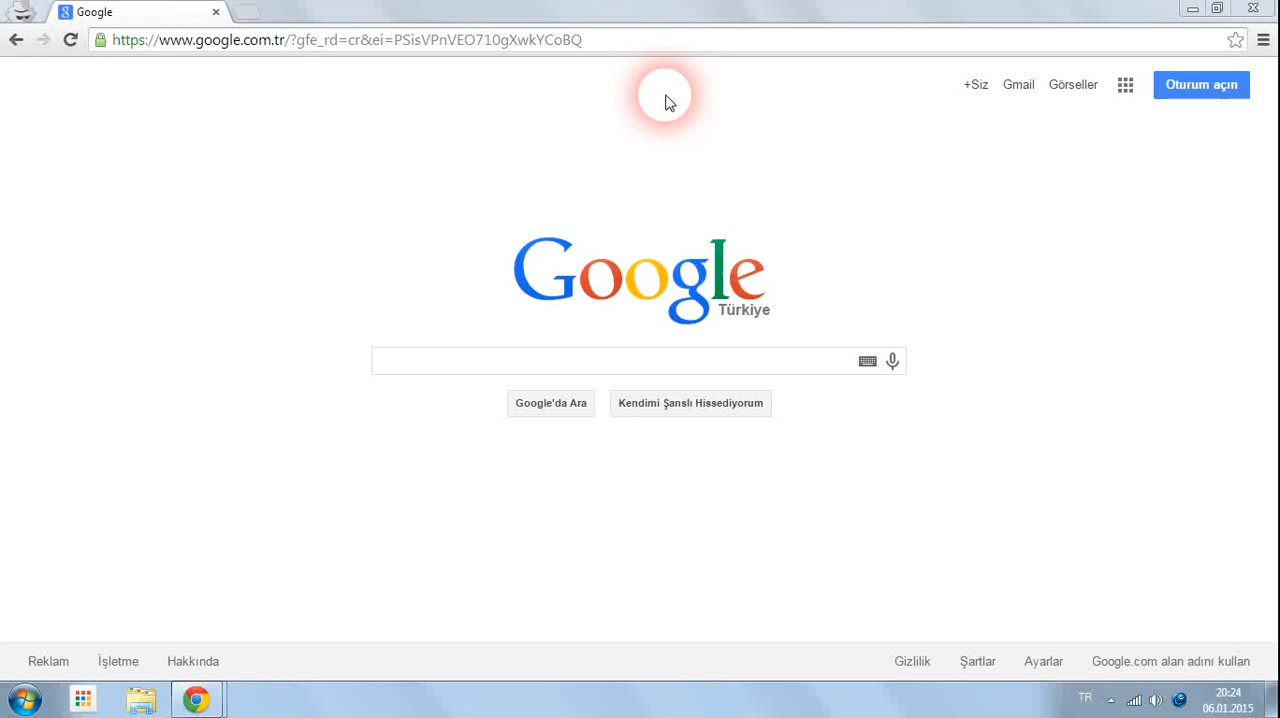 Google
https://www.google.com.tr/?gfe_rd=cr&ei=PSisVPnVEO710gXwkYCoBQ
+Siz Gmail Görseller Oturum açın
Google
Türkiye
Google'da Ara Kendimi Şanslı Hissediyorum
Reklam İşletme Hakkında Gizlilik Şartlar Ayarlar Google.com alan adını kullan
TR 20:24
06.01.2015